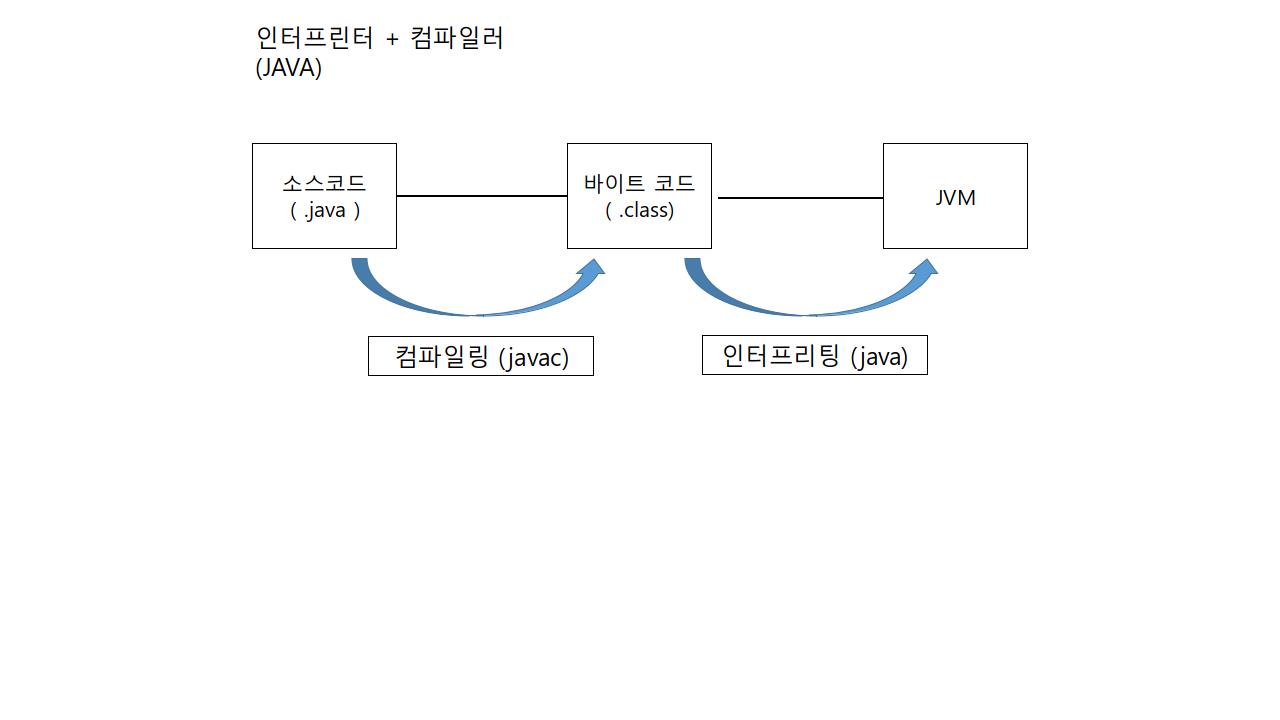 인터프린터 + 컴파일러
(JAVA)
소스코드
( .java )
바이트 코드
( .class)
JVM
컴파일링 (javac)
인터프리팅 (java)